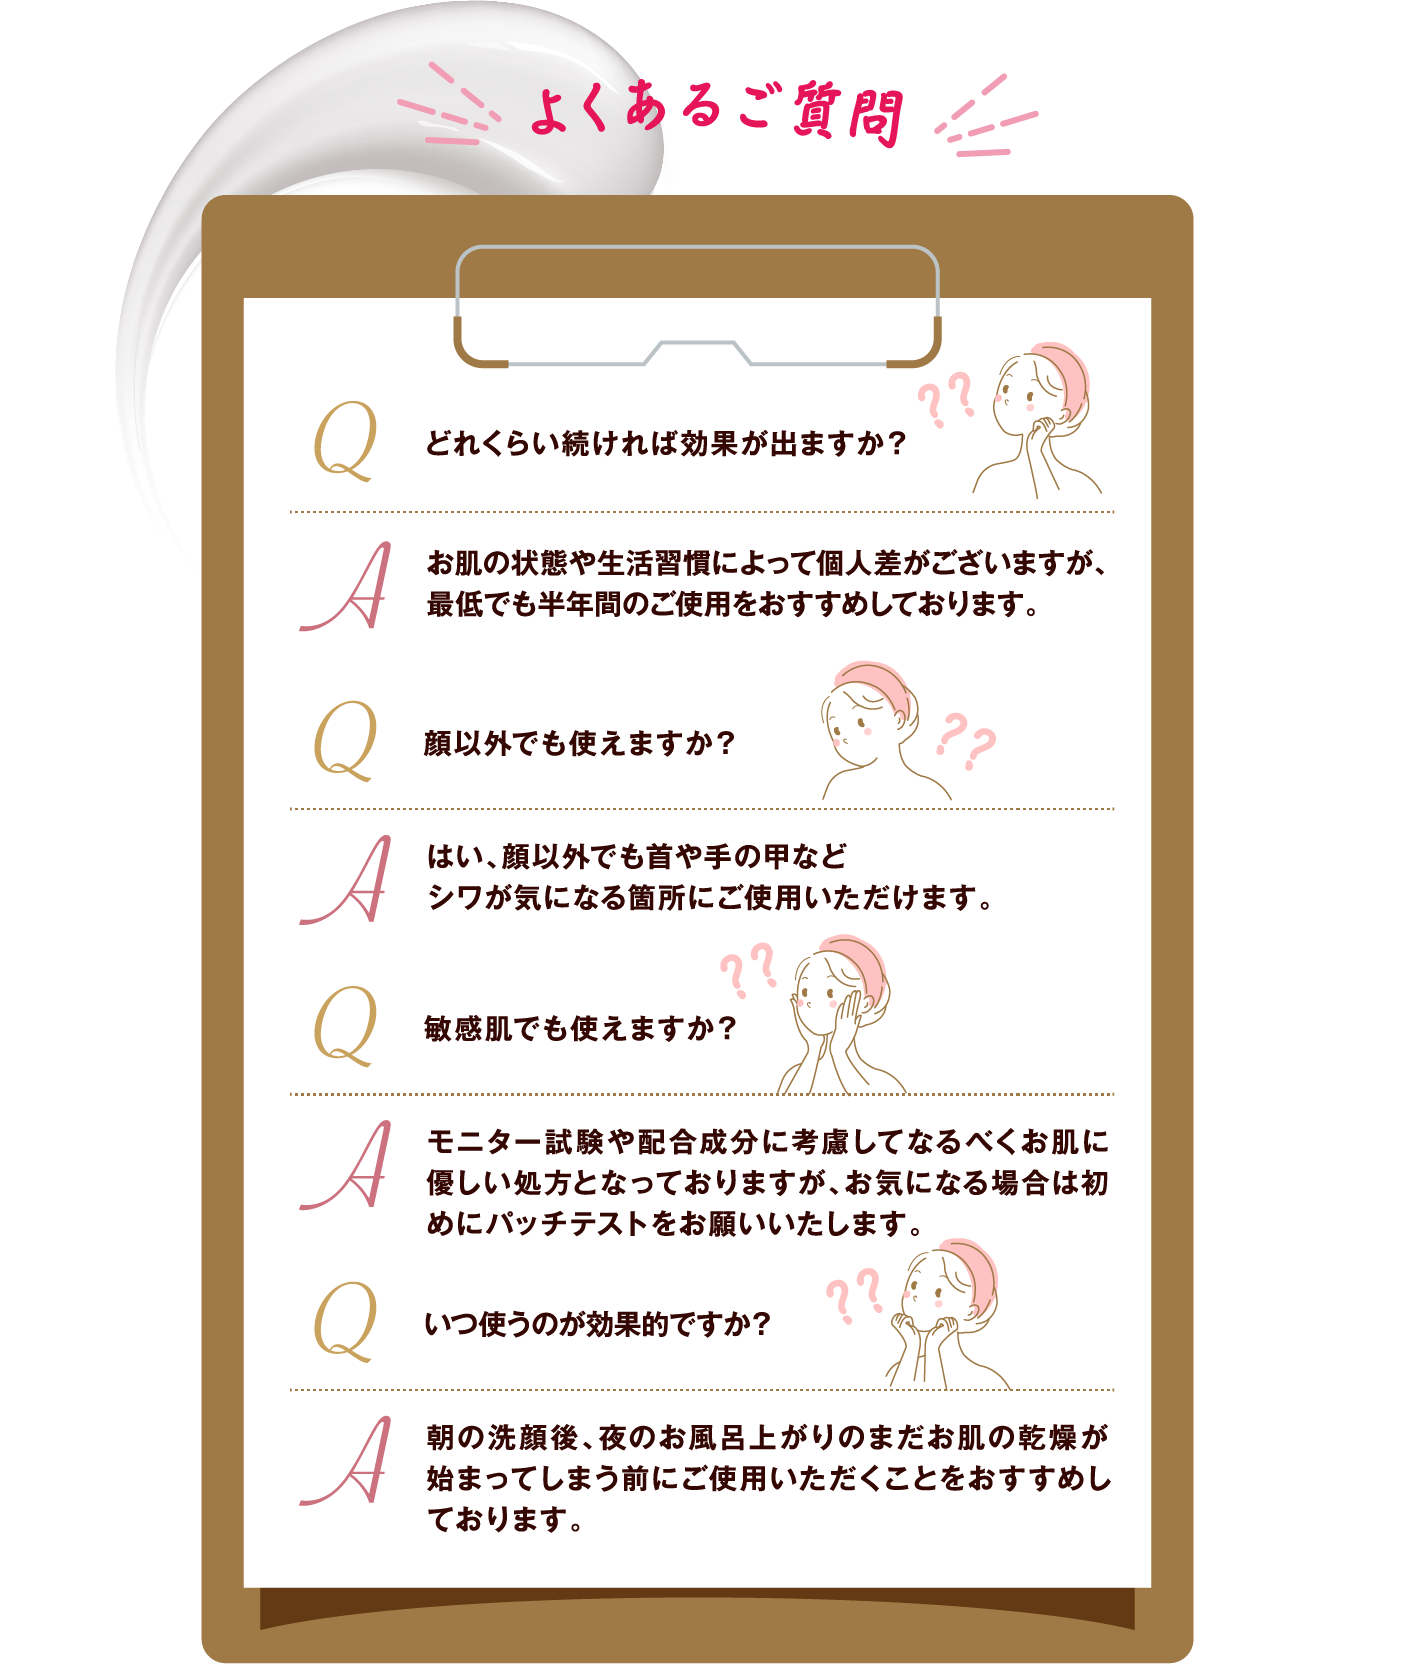 よくあるご質問
??
Q どれくらい続ければ効果が出ますか？
A お肌の状態や生活習慣によって個人差がございますが、
最低でも半年間のご使用をおすすめしております。
Q 顔以外でも使えますか？
??
A はい、顔以外でも首や手の甲など
シワが気になる箇所にご使用いただけます。
??
Q 敏感肌でも使えますか？
A モニター試験や配合成分に考慮してなるべくお肌に
優しい処方となっておりますが、お気になる場合は初
めにパッチテストをお願いいたします。
??
Q いつ使うのが効果的ですか？
A 朝の洗顔後、夜のお風呂上がりのまだお肌の乾燥が
始まってしまう前にご使用いただくことをおすすめし
ております。